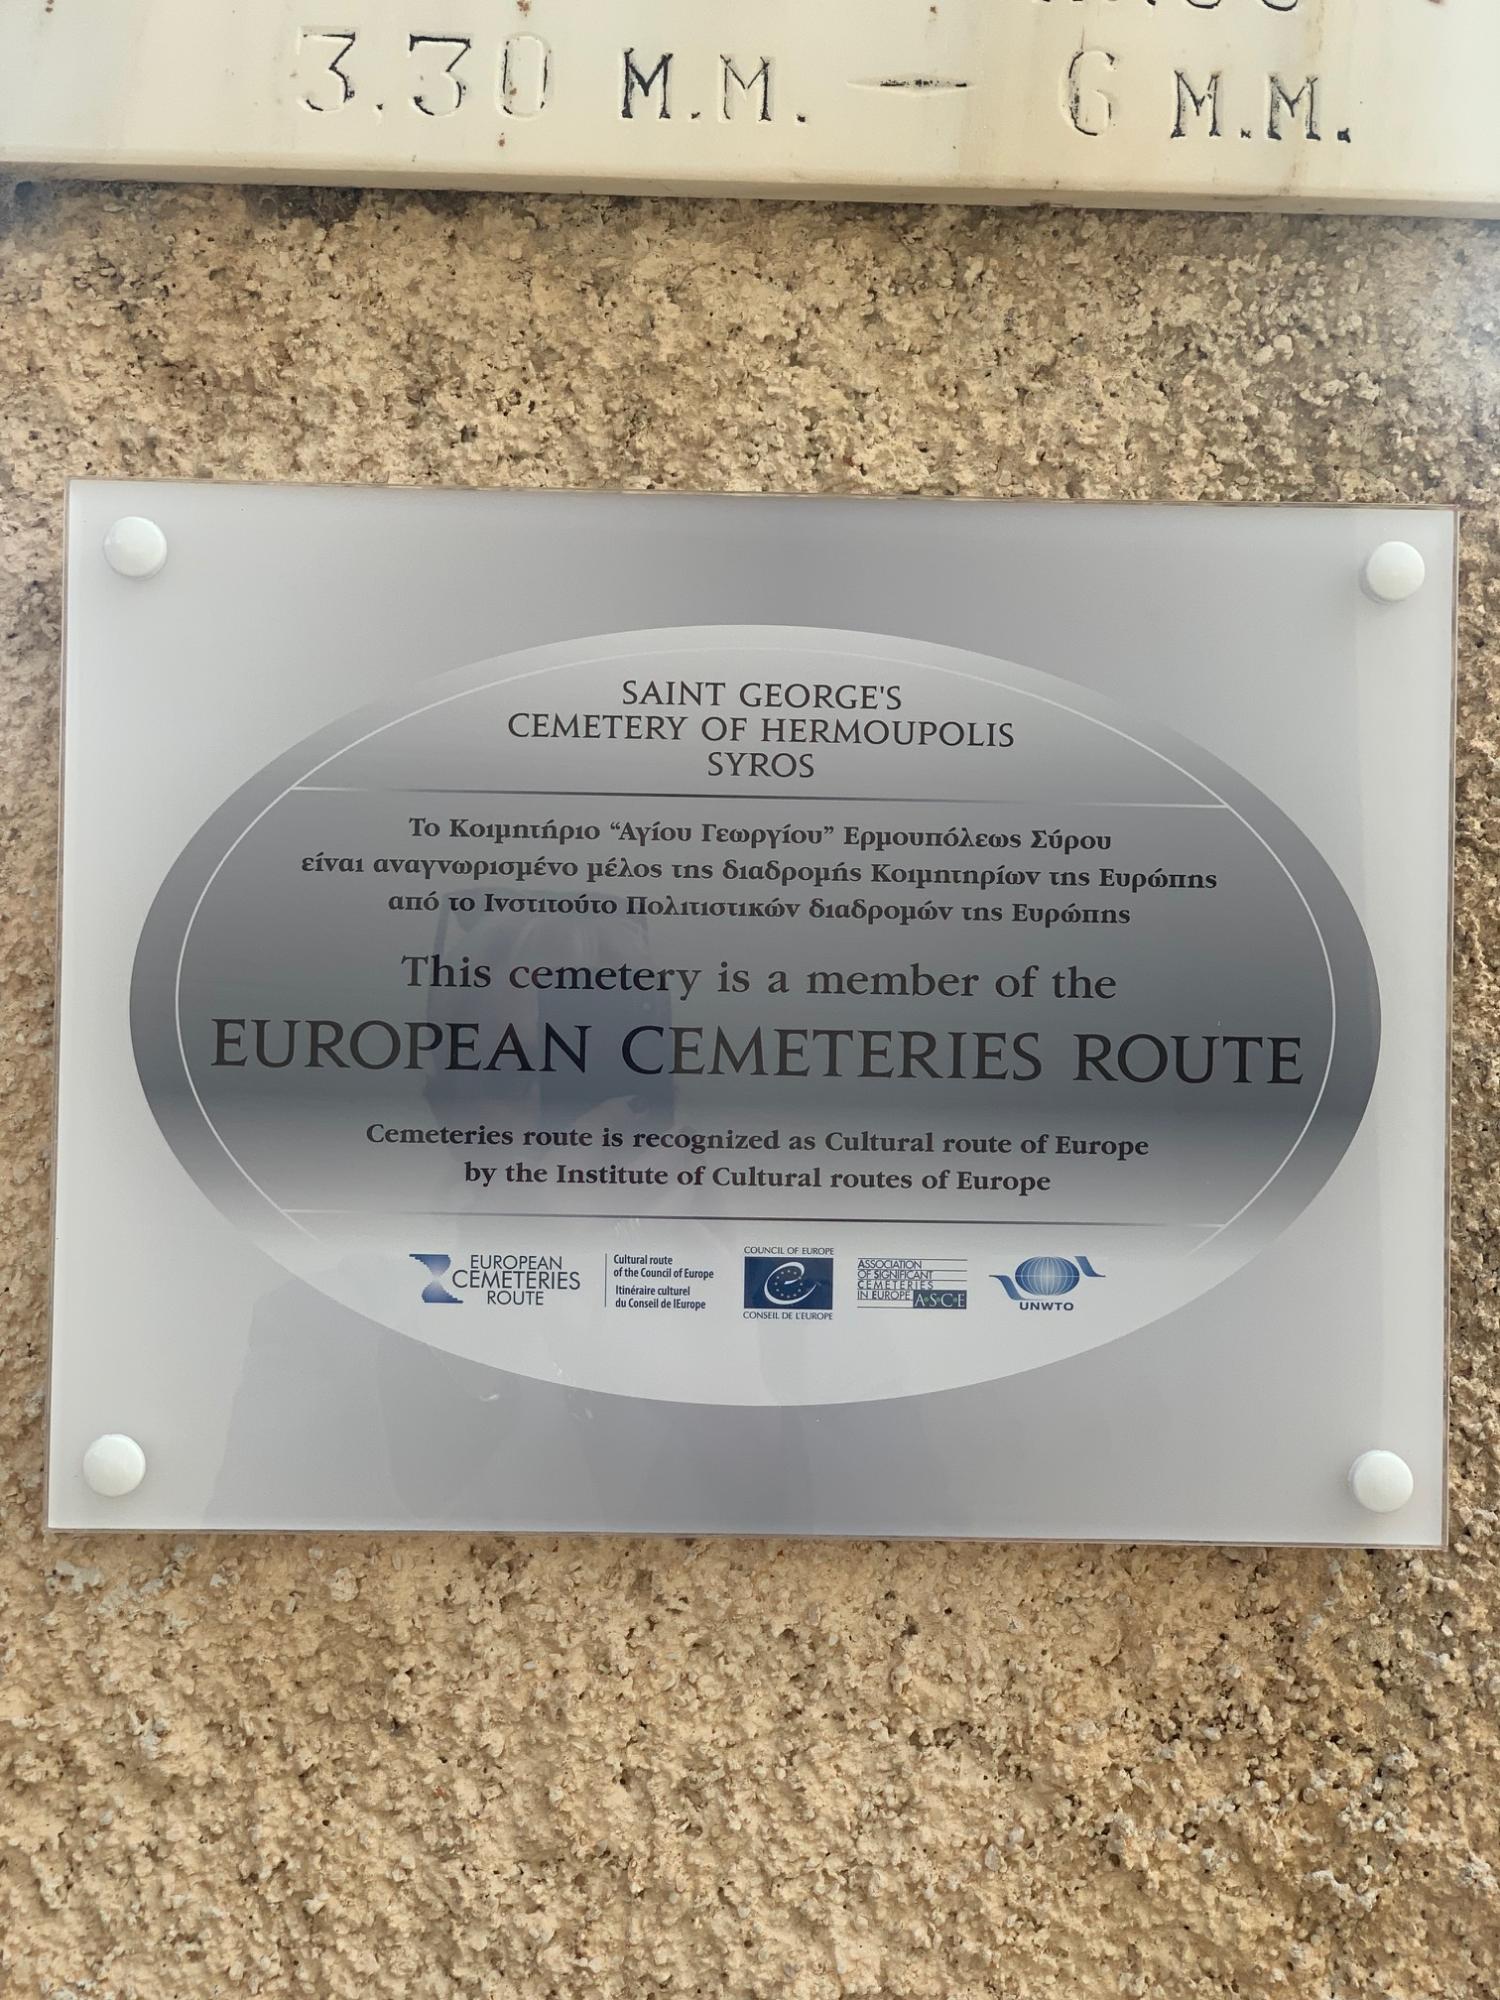 3.30 Μ.Μ. — 6 Μ.Μ.
SAINT GEORGE'S
CEMETERY OF HERMOUPOLIS
SYROS
Το Κοιμητήριο “Αγίου Γεωργίου” Ερμουπόλεως Σύρου
είναι αναγνωρισμένο μέλος της διαδρομής Κοιμητηρίων της Ευρώπης
από το Ινστιτούτο Πολιτιστικών διαδρομών της Ευρώπης
This cemetery is a member of the
EUROPEAN CEMETERIES ROUTE
Cemeteries route is recognized as Cultural route of Europe
by the Institute of Cultural routes of Europe
EUROPEAN
CEMETERIES
ROUTE
Cultural route
of the Council of Europe
Itinéraire culturel
du Conseil de lEurope
COUNCIL OF EUROPE
CONSEIL DE L'EUROPE
ASSOCIATION
OF SIGNIFICANT
CEMETERIES
IN EUROPE A·S·C·E
UNWTO